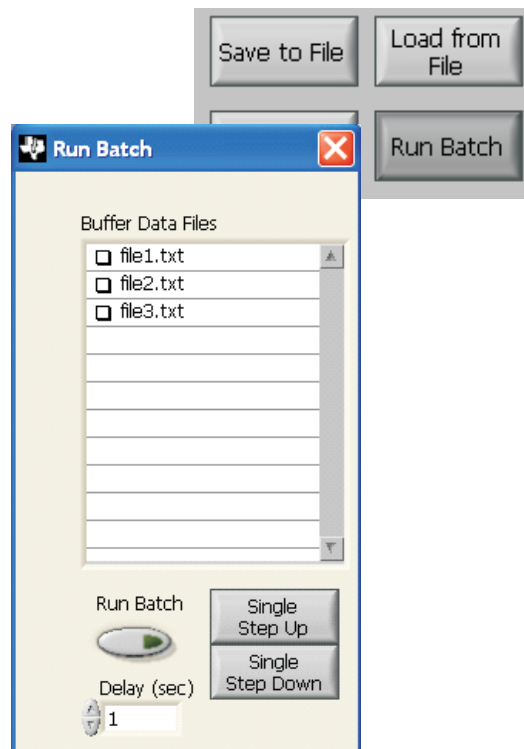 Save to File
Load from
File
Run Batch
Run Batch
Buffer Data Files
file1.txt
file2.txt
file3.txt
Run Batch
Single
Step Up
Single
Step Down
Delay (sec)
1